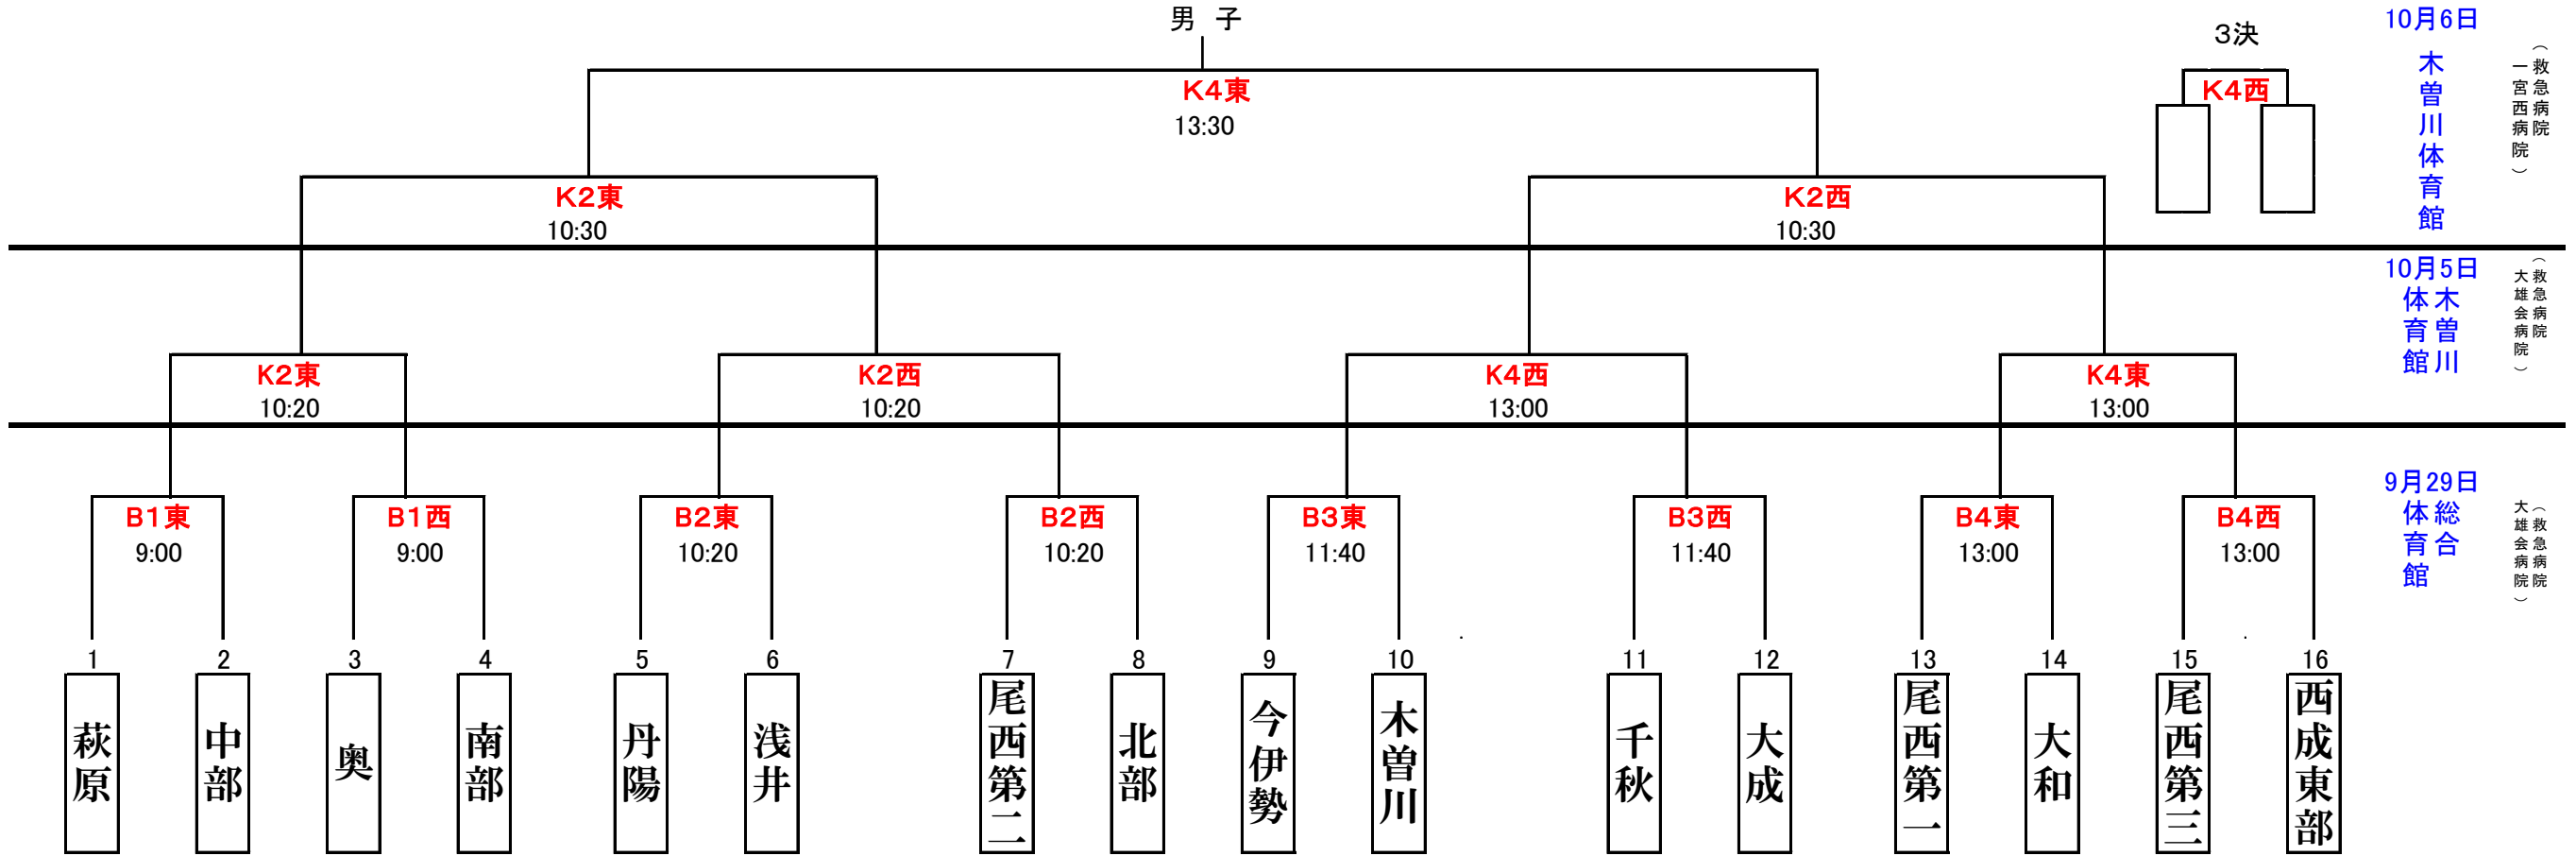 男 子
K4東
13:30
3決
K4西
10月6日
木曽川体育館
(救急病院
一宮西病院)
K2東
10:30
K2西
10:30
10月5日
木曽川
体育館
(救急病院
大雄会病院)
K2東
10:20
K2西
10:20
K4西
13:00
K4東
13:00
9月29日
総合
体育館
(救急病院
大雄会病院)
B1東
9:00
B1西
9:00
B2東
10:20
B2西
10:20
B3東
11:40
B3西
11:40
B4東
13:00
B4西
13:00
1
萩原
2
中部
3
奥
4
南部
5
丹陽
6
浅井
7
尾西第二
8
北部
9
今伊勢
10
木曽川
11
千秋
12
大成
13
尾西第一
14
大和
15
尾西第三
16
西成東部